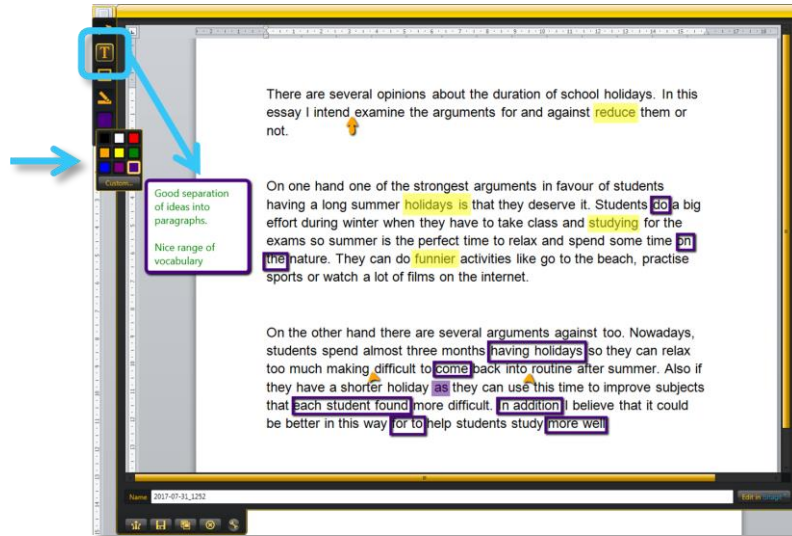 T
There are several opinions about the duration of school holidays. In this
essay I intend examine the arguments for and against reduce them or
not.
Custom...
Good separation
of ideas into
paragraphs.
Nice range of
vocabulary
On one hand one of the strongest arguments in favour of students
having a long summer holidays is that they deserve it. Students do a big
effort during winter when they have to take class and studying for the
exams so summer is the perfect time to relax and spend some time on
the nature. They can do funnier activities like go to the beach, practise
sports or watch a lot of films on the internet.
On the other hand there are several arguments against too. Nowadays,
students spend almost three months having holidays so they can relax
too much making difficult to come back into routine after summer. Also if
they have a shorter holiday as they can use this time to improve subjects
that each student found more difficult. In addition I believe that it could
be better in this way for to help students study more well
Name 2017-07-31_1252
Edit in Snagit